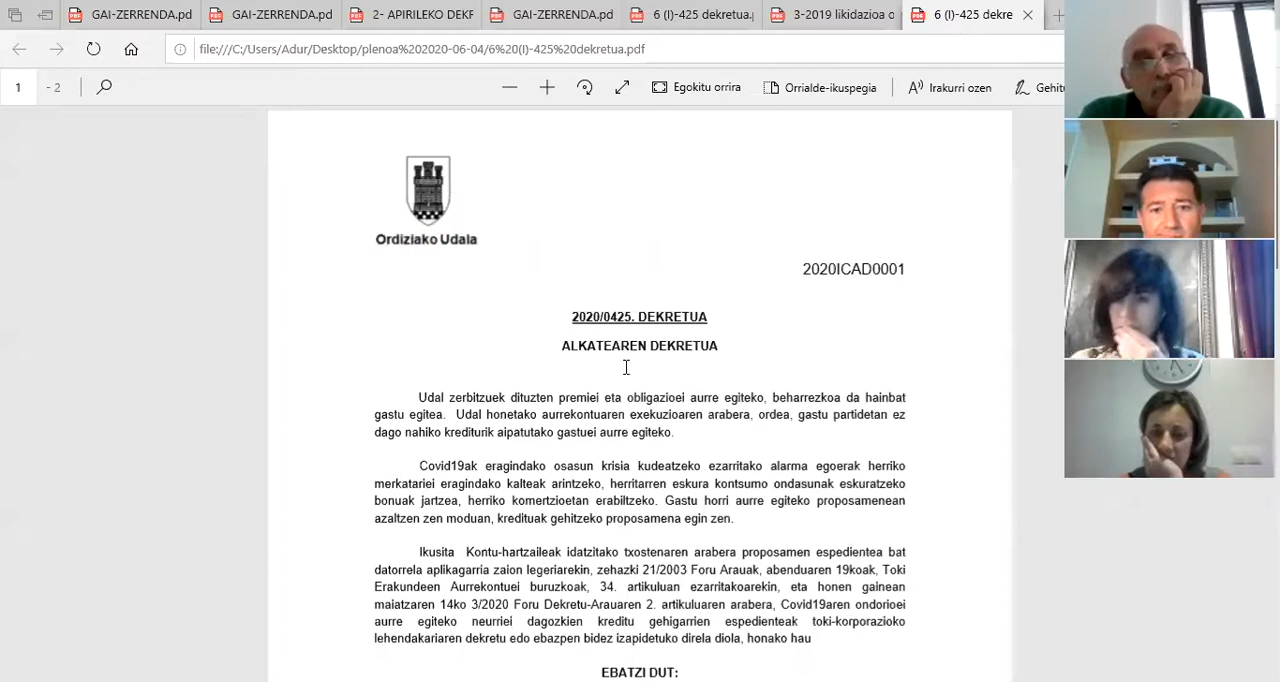 GAI-ZERRENDA.pd
GAI-ZERRENDA.pd
2- APIRILEKO DEKR
GAI-ZERRENDA.pd
6 (I)-425 dekretua.p
3-2019 likidazioa o
6 (I)-425 dekre
file:///C:/Users/Adur/Desktop/plenoa%202020-06-04/6%20(I)-425%20dekretua.pdf
1 - 2
Egokitu orrira
Orrialde-ikuspegia
Irakurri ozen
Gehitu
Ordiziako Udala
2020ICAD0001
2020/0425. DEKRETUA
ALKATEAREN DEKRETUA
Udal zerbitzuek dituzten premiei eta obligazioei aurre egiteko, beharrezkoa da hainbat
gastu egitea. Udal honetako aurrekontuaren exekuzioaren arabera, ordea, gastu partidetan ez
dago nahiko krediturik aipatutako gastuei aurre egiteko.
Covid19ak eragindako osasun krisia kudeatzeko ezarritako alarma egoerak herriko
merkatariei eragindako kalteak arintzeko, herritarren eskura kontsumo ondasunak eskuratzeko
bonuak jartzea, herriko komertzioetan erabiltzeko. Gastu horri aurre egiteko proposamenean
azaltzen zen moduan, kredituak gehitzeko proposamena egin zen.
Ikusita Kontu-hartzaileak idatzitako txostenaren arabera proposamen espedientea bat
datorrela aplikagarria zaion legeriarekin, zehazki 21/2003 Foru Arauak, abenduaren 19koak, Toki
Erakundeen Aurrekontuei buruzkoak, 34. artikuluan ezarritakoarekin, eta honen gainean
maiatzaren 14ko 3/2020 Foru Dekretu-Arauaren 2. artikuluaren arabera, Covid19aren ondorioei
aurre egiteko neurriei dagozkien kreditu gehigarrien espedienteak toki-korporazioko
lehendakariaren dekretu edo ebazpen bidez izapidetuko direla diola, honako hau
EBATZI DUT: